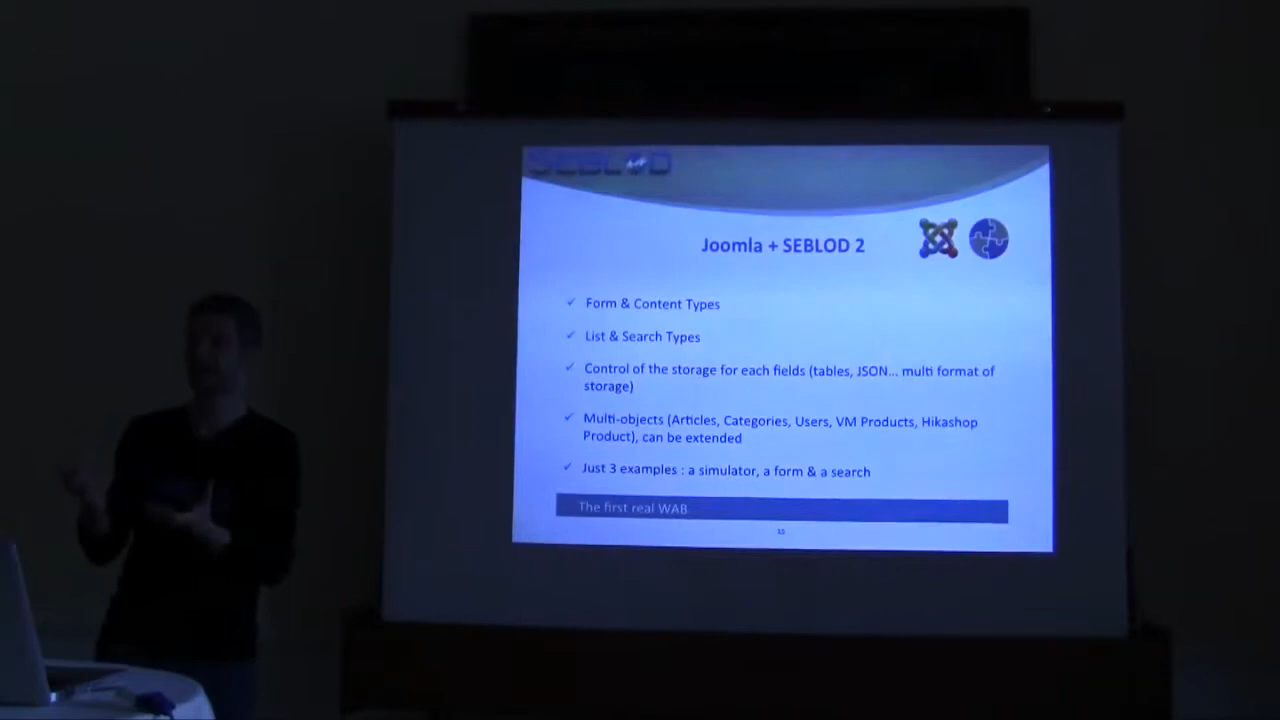 SEBLOD
Joomla + SEBLOD 2
✓ Form & Content Types
✓ List & Search Types
✓ Control of the storage for each fields (tables, JSON... multi format of
storage)
✓ Multi-objects (Articles, Categories, Users, VM Products, Hikashop
Product), can be extended
✓ Just 3 examples : a simulator, a form & a search
The first real WAB